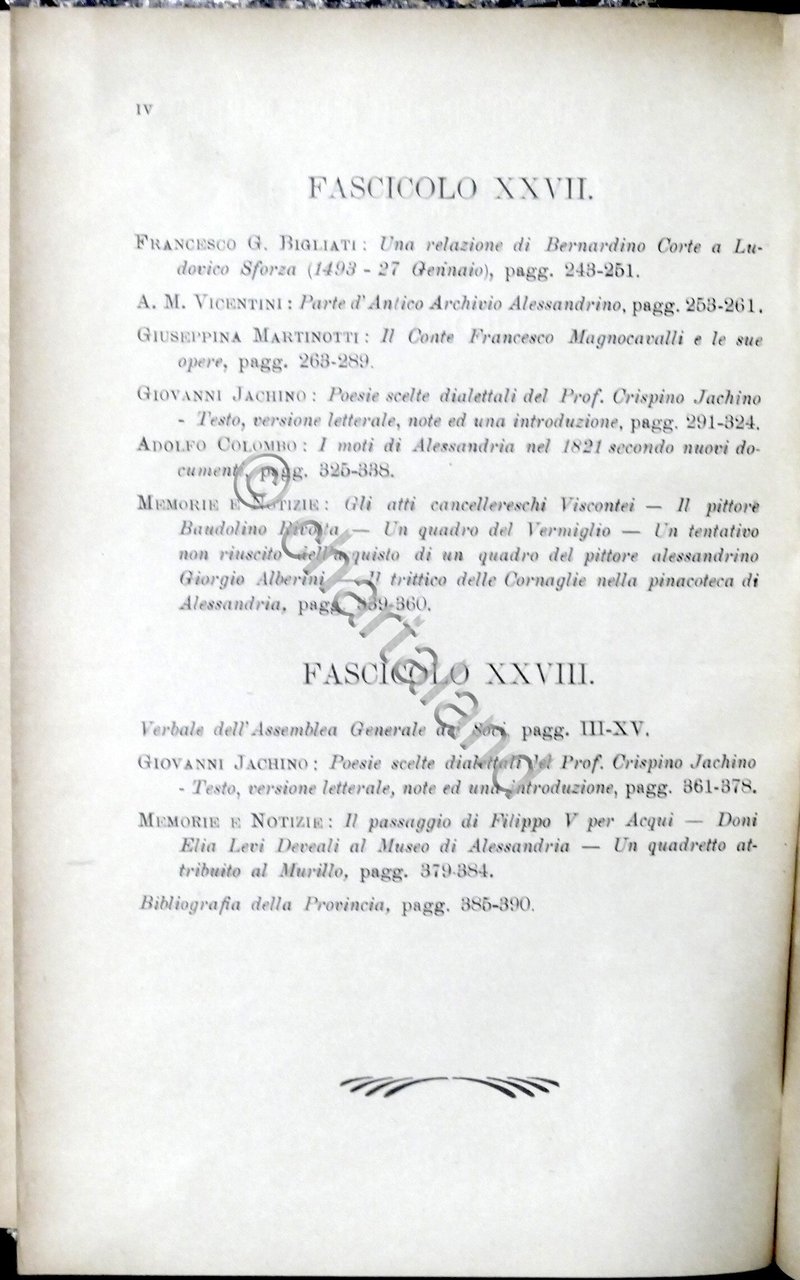 IV
FASCICOLO XXVII.
FRANCESCO G. BIGLIATI: Una relazione di Bernardino Corte a Lu-
dovico Sforza (1493 - 27 Gennaio), pagg. 243-251.
A. M. VICENTINI: Parte d'Antico Archivio Alessandrino, pagg. 253-261.
GIUSEPPINA MARTINOTTI: Il Conte Francesco Magnocavalli e le sue
opere, pagg. 263-289.
GIOVANNI JACHINO: Poesie scelte dialettali del Prof. Crispino Jachino
- Testo, versione letterale, note ed una introduzione, pagg. 291-324.
ADOLFO COLOMBO: I moti di Alessandria nel 1821 secondo nuovi do-
cumenti, pagg. 325-338.
MEMORIE E NOTIZIE: Gli atti cancellereschi Viscontei — Il pittore
Baudolino Rivolta — Un quadro del Vermiglio — Un tentativo
non riuscito dell'acquisto di un quadro del pittore alessandrino
Giorgio Alberini — Il trittico delle Cornaglie nella pinacoteca di
Alessandria, pagg. 339-360.
FASCICOLO XXVIII.
Verbale dell'Assemblea Generale dei Soci, pagg. III-XV.
GIOVANNI JACHINO: Poesie scelte dialettali del Prof. Crispino Jachino
- Testo, versione letterale, note ed una introduzione, pagg. 361-378.
MEMORIE E NOTIZIE: Il passaggio di Filippo V per Acqui — Doni
Elia Levi Deveali al Museo di Alessandria — Un quadretto at-
tribuito al Murillo, pagg. 379-384.
Bibliografia della Provincia, pagg. 385-390.
© chartaland